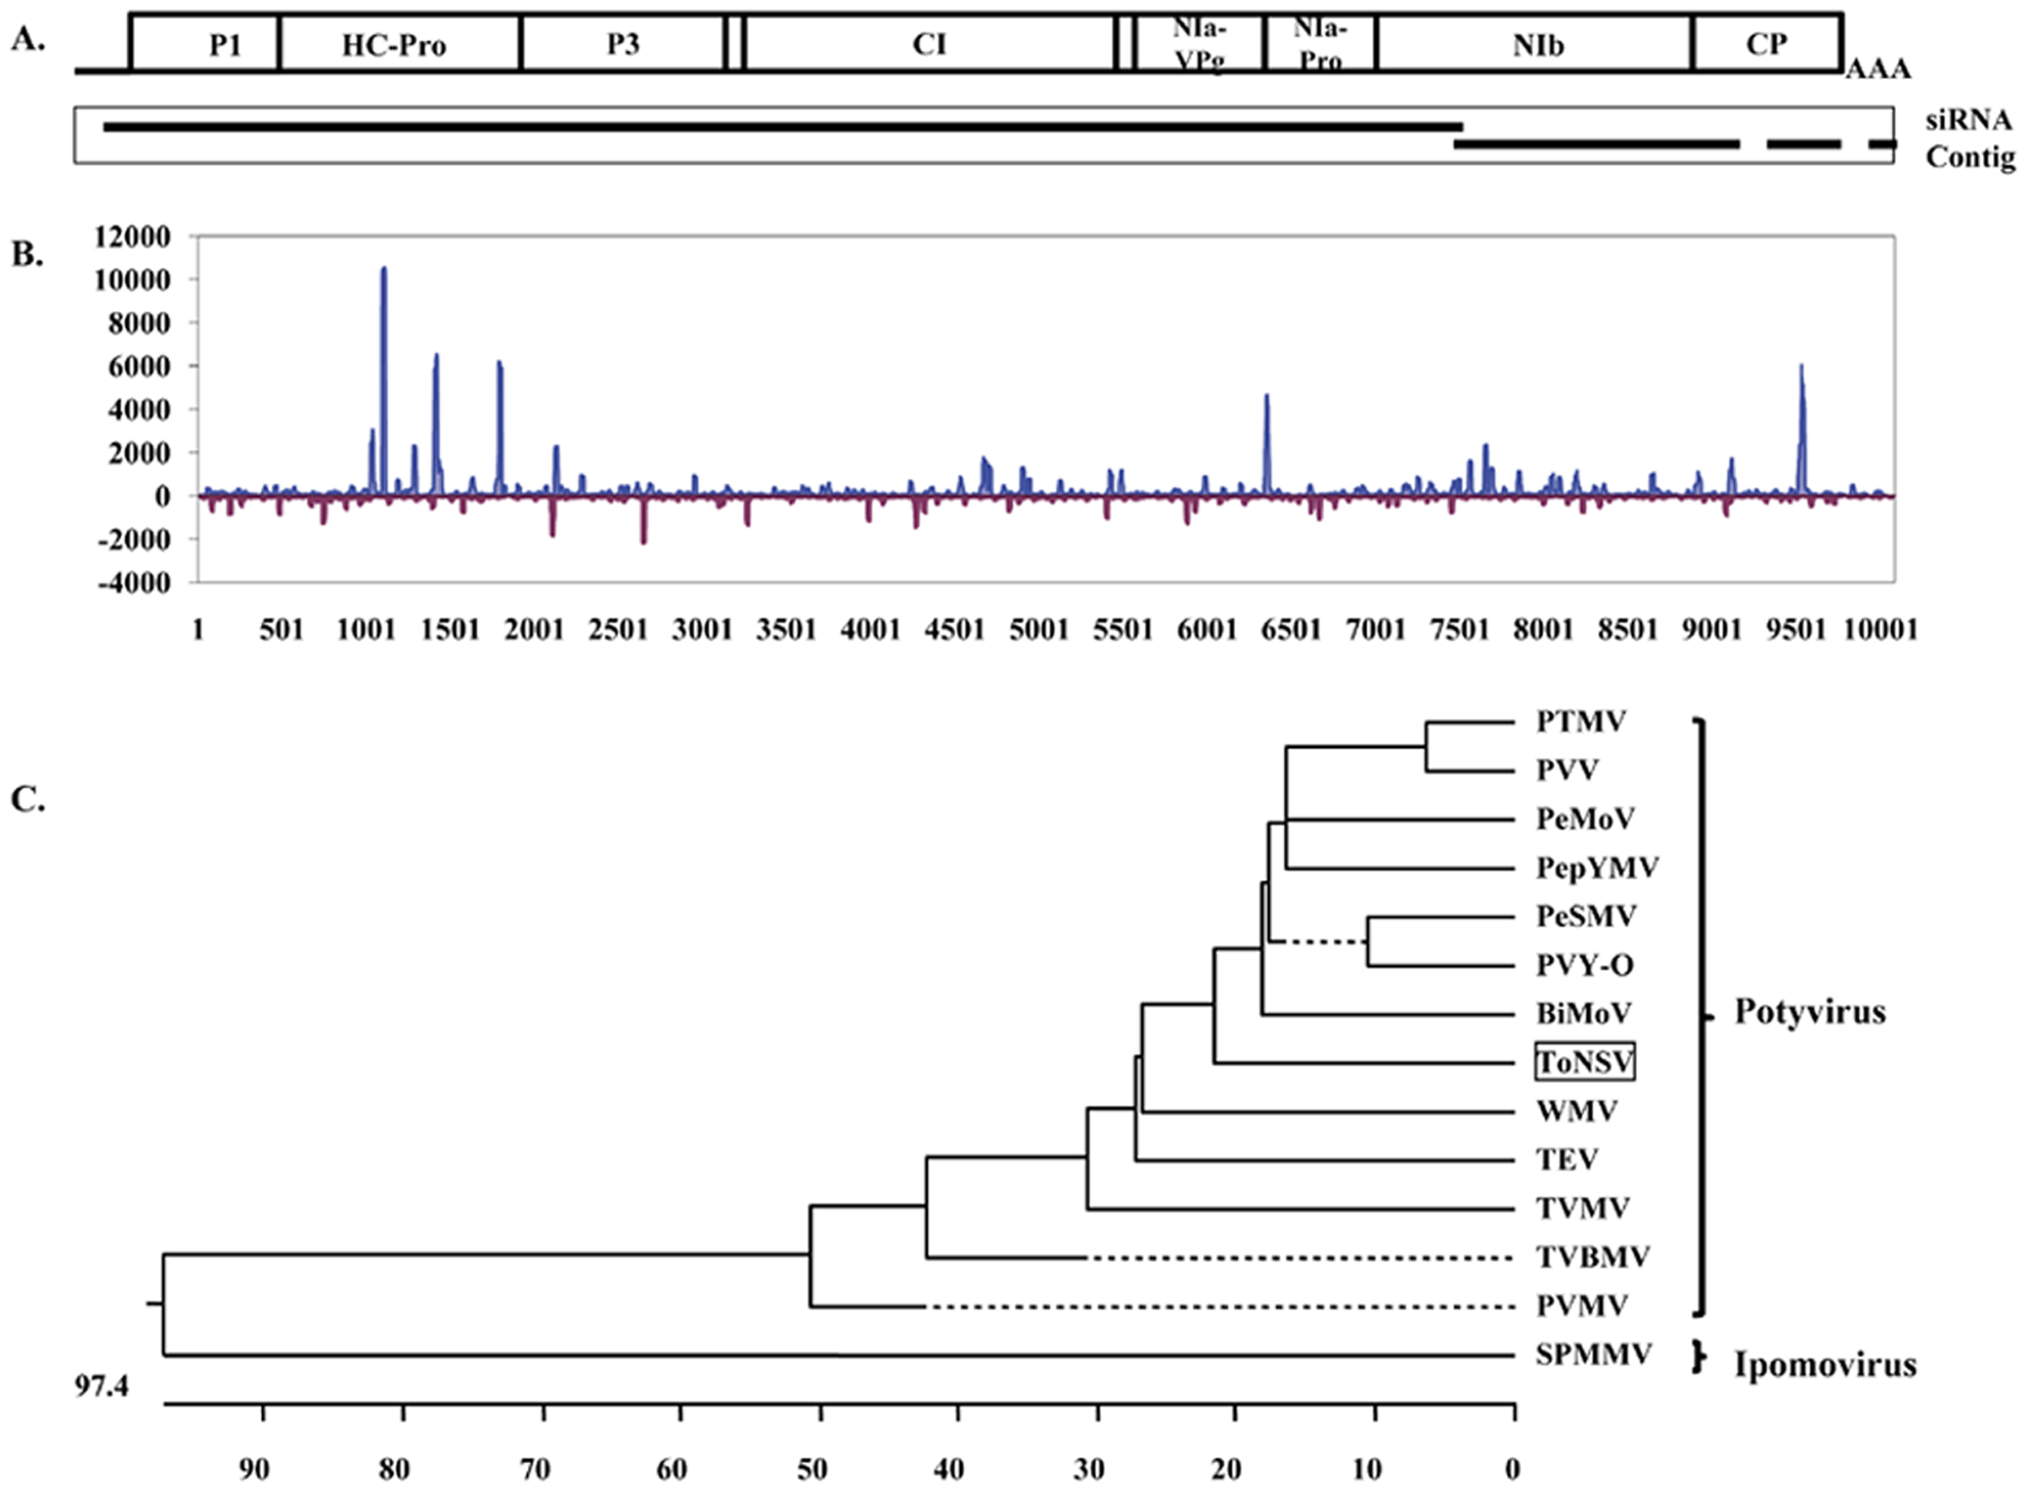 A.
P1 HC-Pro P3 CI NIa- NIa- NIb CP
VPg Pro
AAA
siRNA
Contig
B.
12000
10000
8000
6000
4000
2000
0
-2000
-4000
1 501 1001 1501 2001 2501 3001 3501 4001 4501 5001 5501 6001 6501 7001 7501 8001 8501 9001 9501 10001
C.
PTMV
PVV
PeMoV
PepYMV
PeSMV
PVY-O
BiMoV
ToNSV
WMV
TEV
TVMV
TVBMV
PVMV
SPMMV
Potyvirus
Ipomovirus
97.4
90 80 70 60 50 40 30 20 10 0